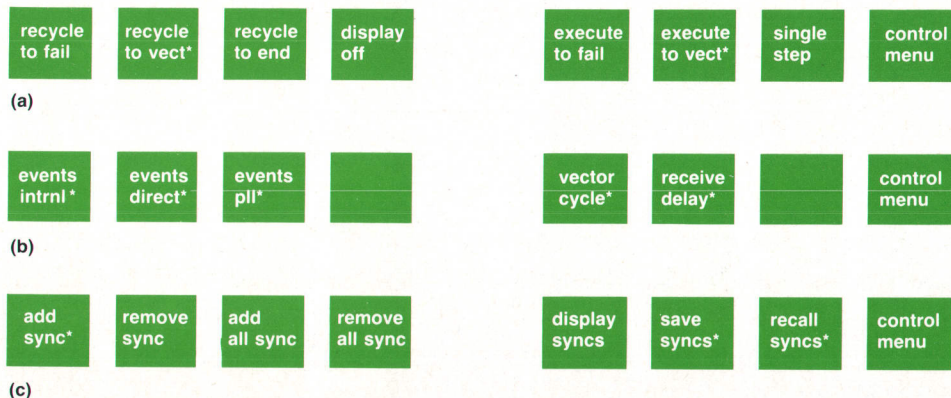 recycle
to fail
recycle
to vect*
recycle
to end
display
off
execute
to fail
execute
to vect*
single
step
control
menu
(a)
events
intrnl*
events
direct*
events
pll*
vector
cycle*
receive
delay*
control
menu
(b)
add
sync*
remove
sync
add
all sync
remove
all sync
display
syncs
save
syncs*
recall
syncs*
control
menu
(c)